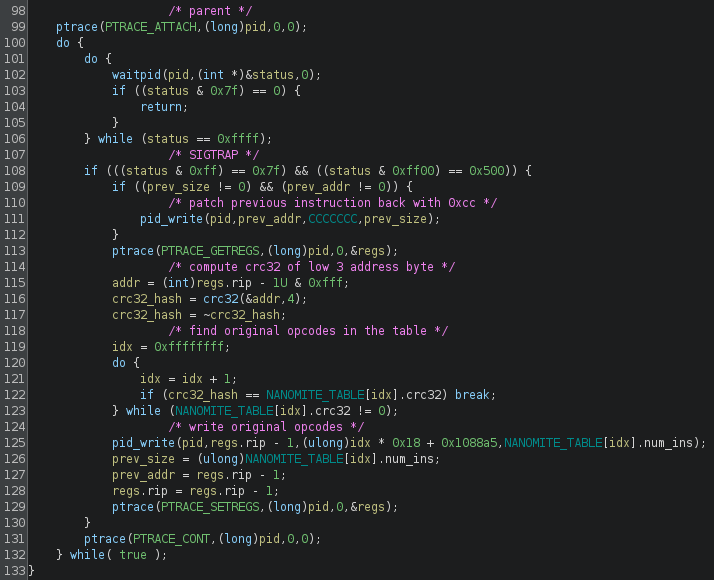 98 /* parent */
99 ptrace(PTRACE_ATTACH,(long)pid,0,0);
100 do {
101 do {
102 waitpid(pid,(int *)&status,0);
103 if ((status & 0x7f) == 0) {
104 return;
105 }
106 } while (status == 0xffff);
107 /* SIGTRAP */
108 if (((status & 0xff) == 0x7f) && ((status & 0xff00) == 0x500)) {
109 if ((prev_size != 0) && (prev_addr != 0)) {
110 /* patch previous instruction back with 0xcc */
111 pid_write(pid,prev_addr,CCCCCCC,prev_size);
112 }
113 ptrace(PTRACE_GETREGS,(long)pid,0,&regs);
114 /* compute crc32 of low 3 address byte */
115 addr = (int)regs.rip - 1U & 0xfff;
116 crc32_hash = crc32(&addr,4);
117 crc32_hash = ~crc32_hash;
118 /* find original opcodes in the table */
119 idx = 0xffffffff;
120 do {
121 idx = idx + 1;
122 if (crc32_hash == NANOMITE_TABLE[idx].crc32) break;
123 } while (NANOMITE_TABLE[idx].crc32 != 0);
124 /* write original opcodes */
125 pid_write(pid,regs.rip - 1,(ulong)idx * 0x18 + 0x1088a5,NANOMITE_TABLE[idx].num_ins);
126 prev_size = (ulong)NANOMITE_TABLE[idx].num_ins;
127 prev_addr = regs.rip - 1;
128 regs.rip = regs.rip - 1;
129 ptrace(PTRACE_SETREGS,(long)pid,0,&regs);
130 }
131 ptrace(PTRACE_CONT,(long)pid,0,0);
132 } while( true );
133 }